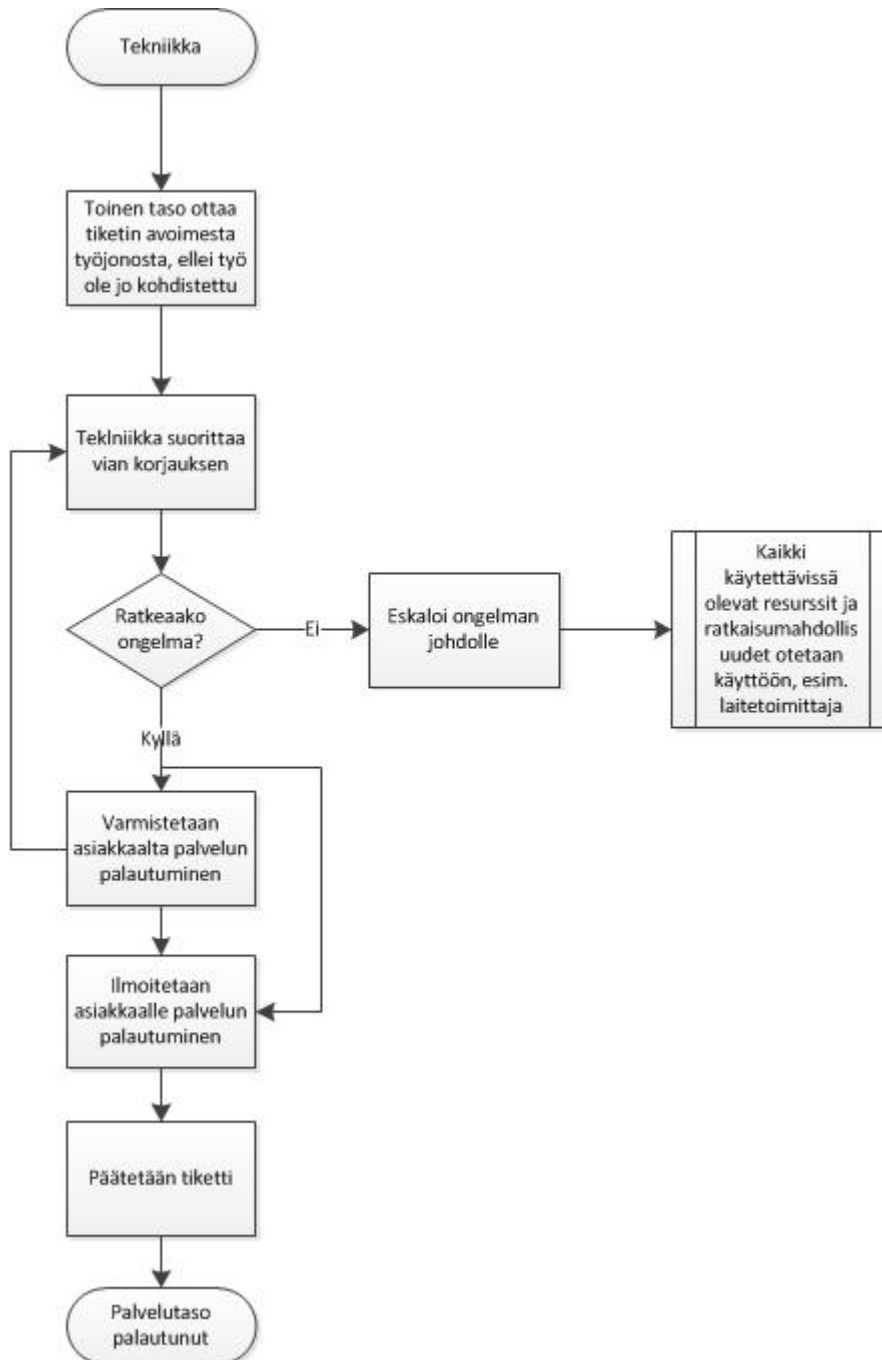 Tekniikka
Toinen taso ottaa
tiketin avoimesta
työjonosta, ellei työ
ole jo kohdistettu
Teklniikka suorittaa
vian korjauksen
Ratkeaako
ongelma?
Ei
Eskaloi ongelman
johdolle
Kaikki
käytettävissä
olevat resurssit ja
ratkaisumahdollis
uudet otetaan
käyttöön, esim.
laitetoimittaja
Kyllä
Varmistetaan
asiakkaalta palvelun
palautuminen
Ilmoitetaan
asiakkaalle palvelun
palautuminen
Päätetään tiketti
Palvelutaso
palautunut